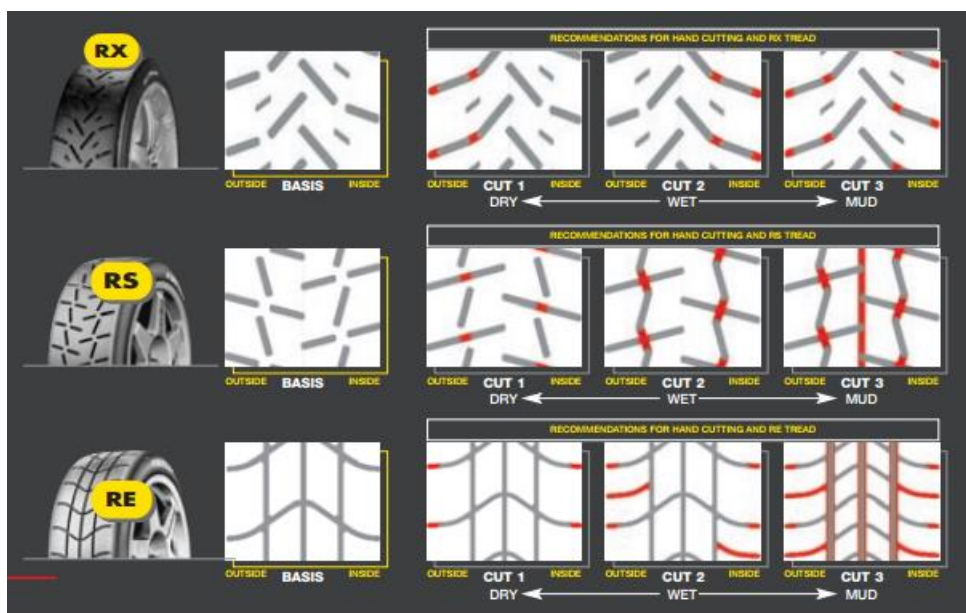 RX
RECOMMENDATIONS FOR HAND CUTTING AND RX TREAD
OUTSIDE BASIS INSIDE
OUTSIDE CUT 1 INSIDE
OUTSIDE CUT 2 INSIDE
OUTSIDE CUT 3 INSIDE
DRY WET MUD
RS
RECOMMENDATIONS FOR HAND CUTTING AND RS TREAD
OUTSIDE BASIS INSIDE
OUTSIDE CUT 1 INSIDE
OUTSIDE CUT 2 INSIDE
OUTSIDE CUT 3 INSIDE
DRY WET MUD
RE
RECOMMENDATIONS FOR HAND CUTTING AND RE TREAD
OUTSIDE BASIS INSIDE
OUTSIDE CUT 1 INSIDE
OUTSIDE CUT 2 INSIDE
OUTSIDE CUT 3 INSIDE
DRY WET MUD